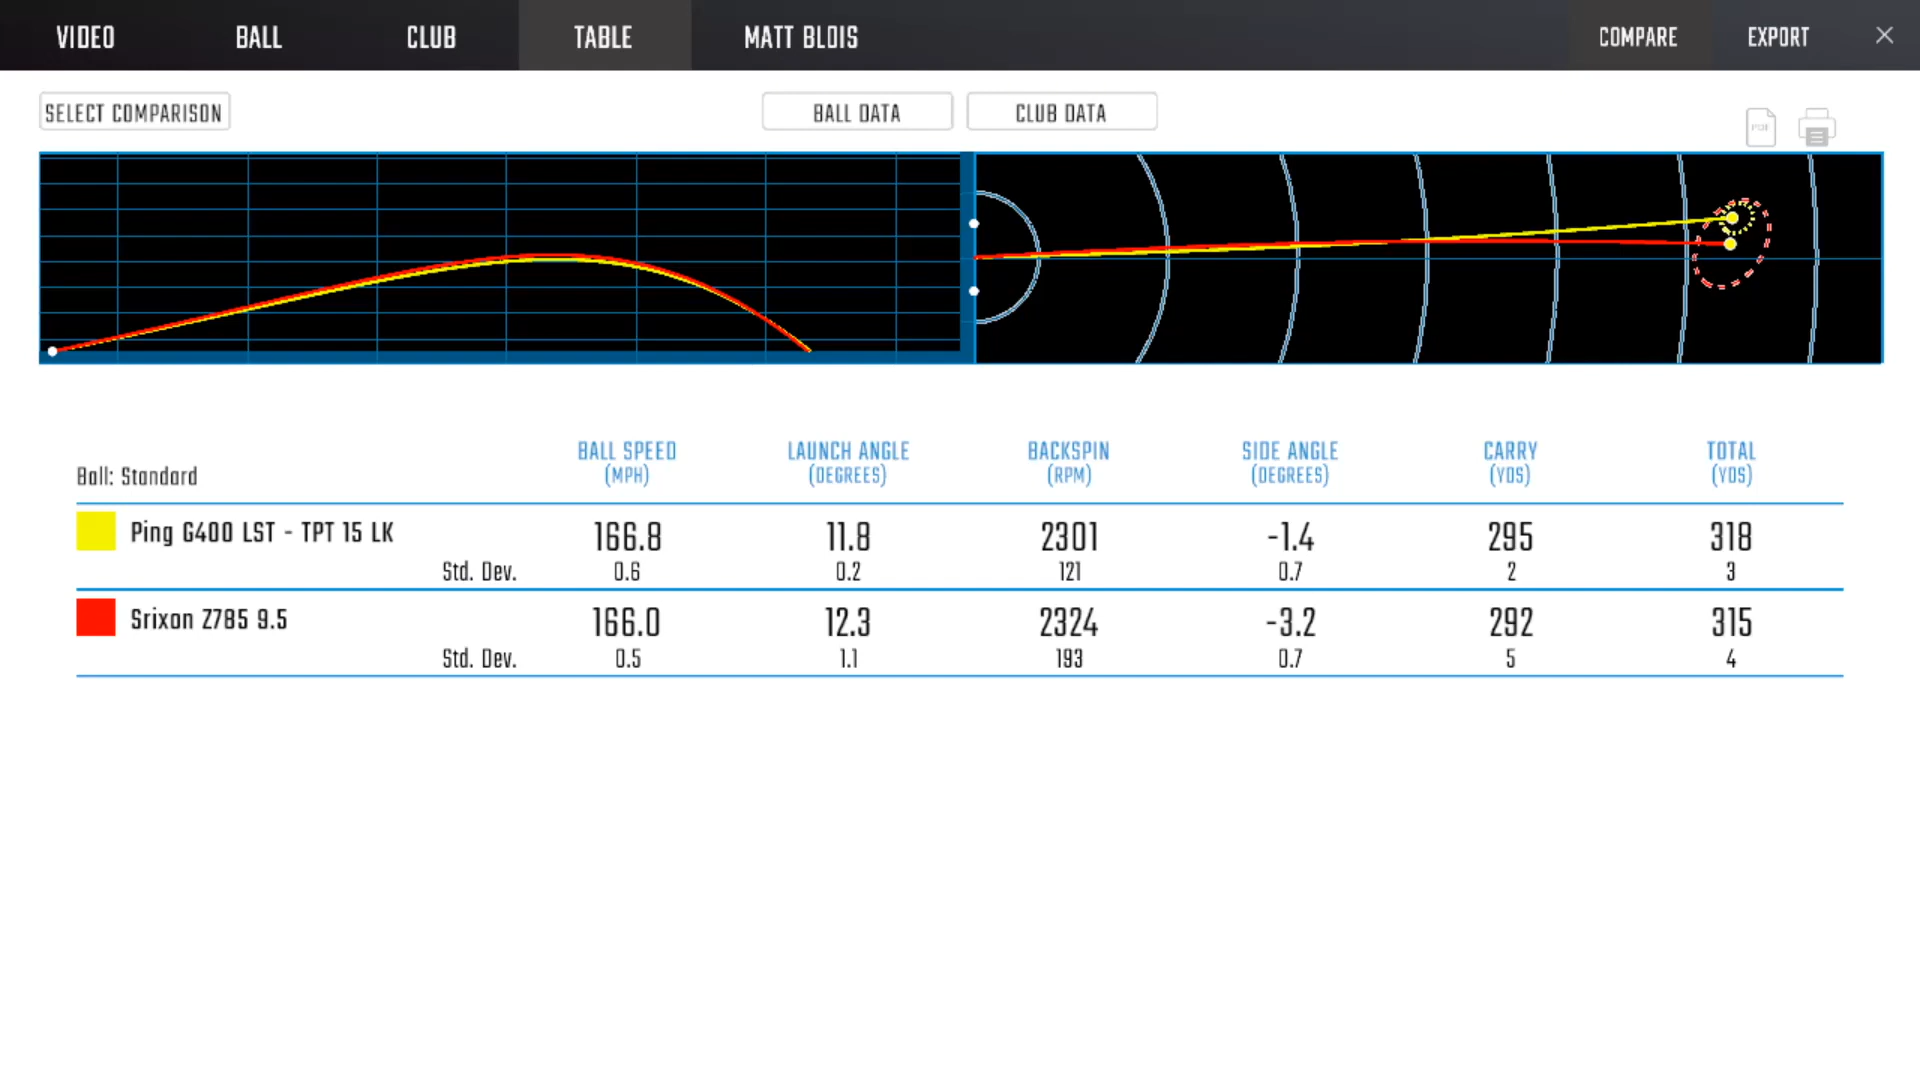 VIDEO BALL CLUB TABLE MATT BLOIS COMPARE EXPORT
SELECT COMPARISON BALL DATA CLUB DATA
PDF
BALL SPEED LAUNCH ANGLE BACKSPIN SIDE ANGLE CARRY TOTAL
Ball: Standard (MPH) (DEGREES) (RPM) (DEGREES) (YDS) (YDS)
Ping G400 LST - TPT 15 LK 166.8 11.8 2301 -1.4 295 318
Std. Dev. 0.6 0.2 121 0.7 2 3
Srixon Z785 9.5 166.0 12.3 2324 -3.2 292 315
Std. Dev. 0.5 1.1 193 0.7 5 4